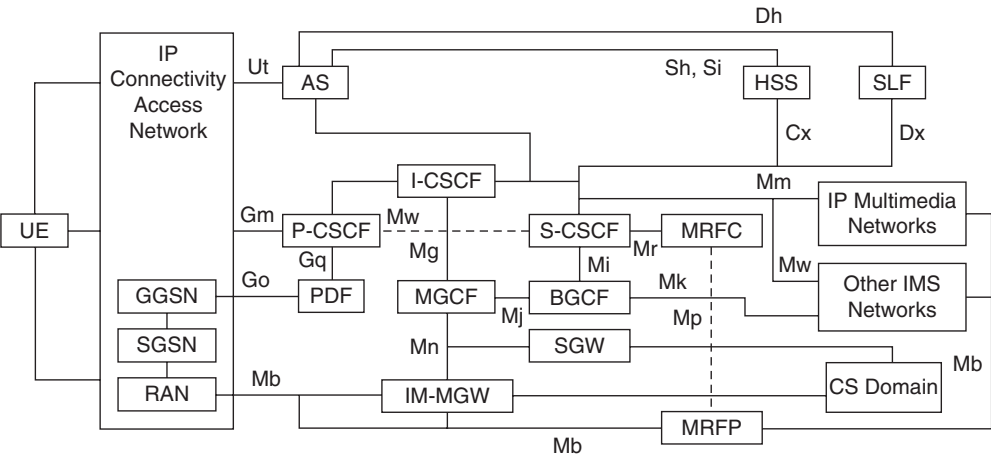 Dh
IP
Connectivity
Access
Network
Ut
AS
Sh, Si
HSS
SLF
Cx
Dx
I-CSCF
Mm
IP Multimedia
Networks
UE
Gm
P-CSCF
Mw
S-CSCF
Mr
MRFC
Gq
Mg
Mi
Mw
Other IMS
Networks
GGSN
Go
PDF
MGCF
Mj
BGCF
Mk
Mp
SGSN
Mn
SGW
Mb
CS Domain
RAN
Mb
IM-MGW
MRFP
Mb